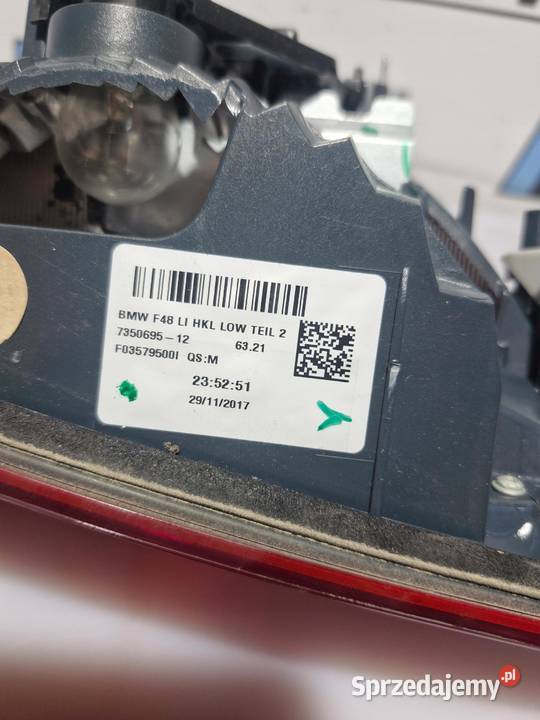 BMW F48 LI HKL LOW TEIL 2
7350695-12 63.21
F03579500I QS:M
23:52:51
29/11/2017
Sprzedajemy.pl